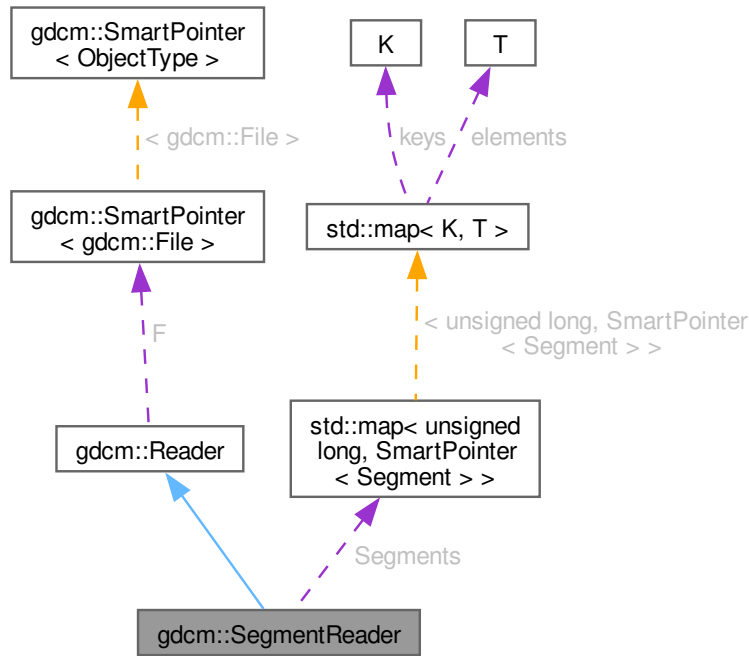 gdcm::SmartPointer
< ObjectType >
K
T
< gdcm::File >
keys
elements
gdcm::SmartPointer
< gdcm::File >
std::map< K, T >
F
< unsigned long, SmartPointer
< Segment > >
gdcm::Reader
std::map< unsigned
long, SmartPointer
< Segment > >
Segments
gdcm::SegmentReader